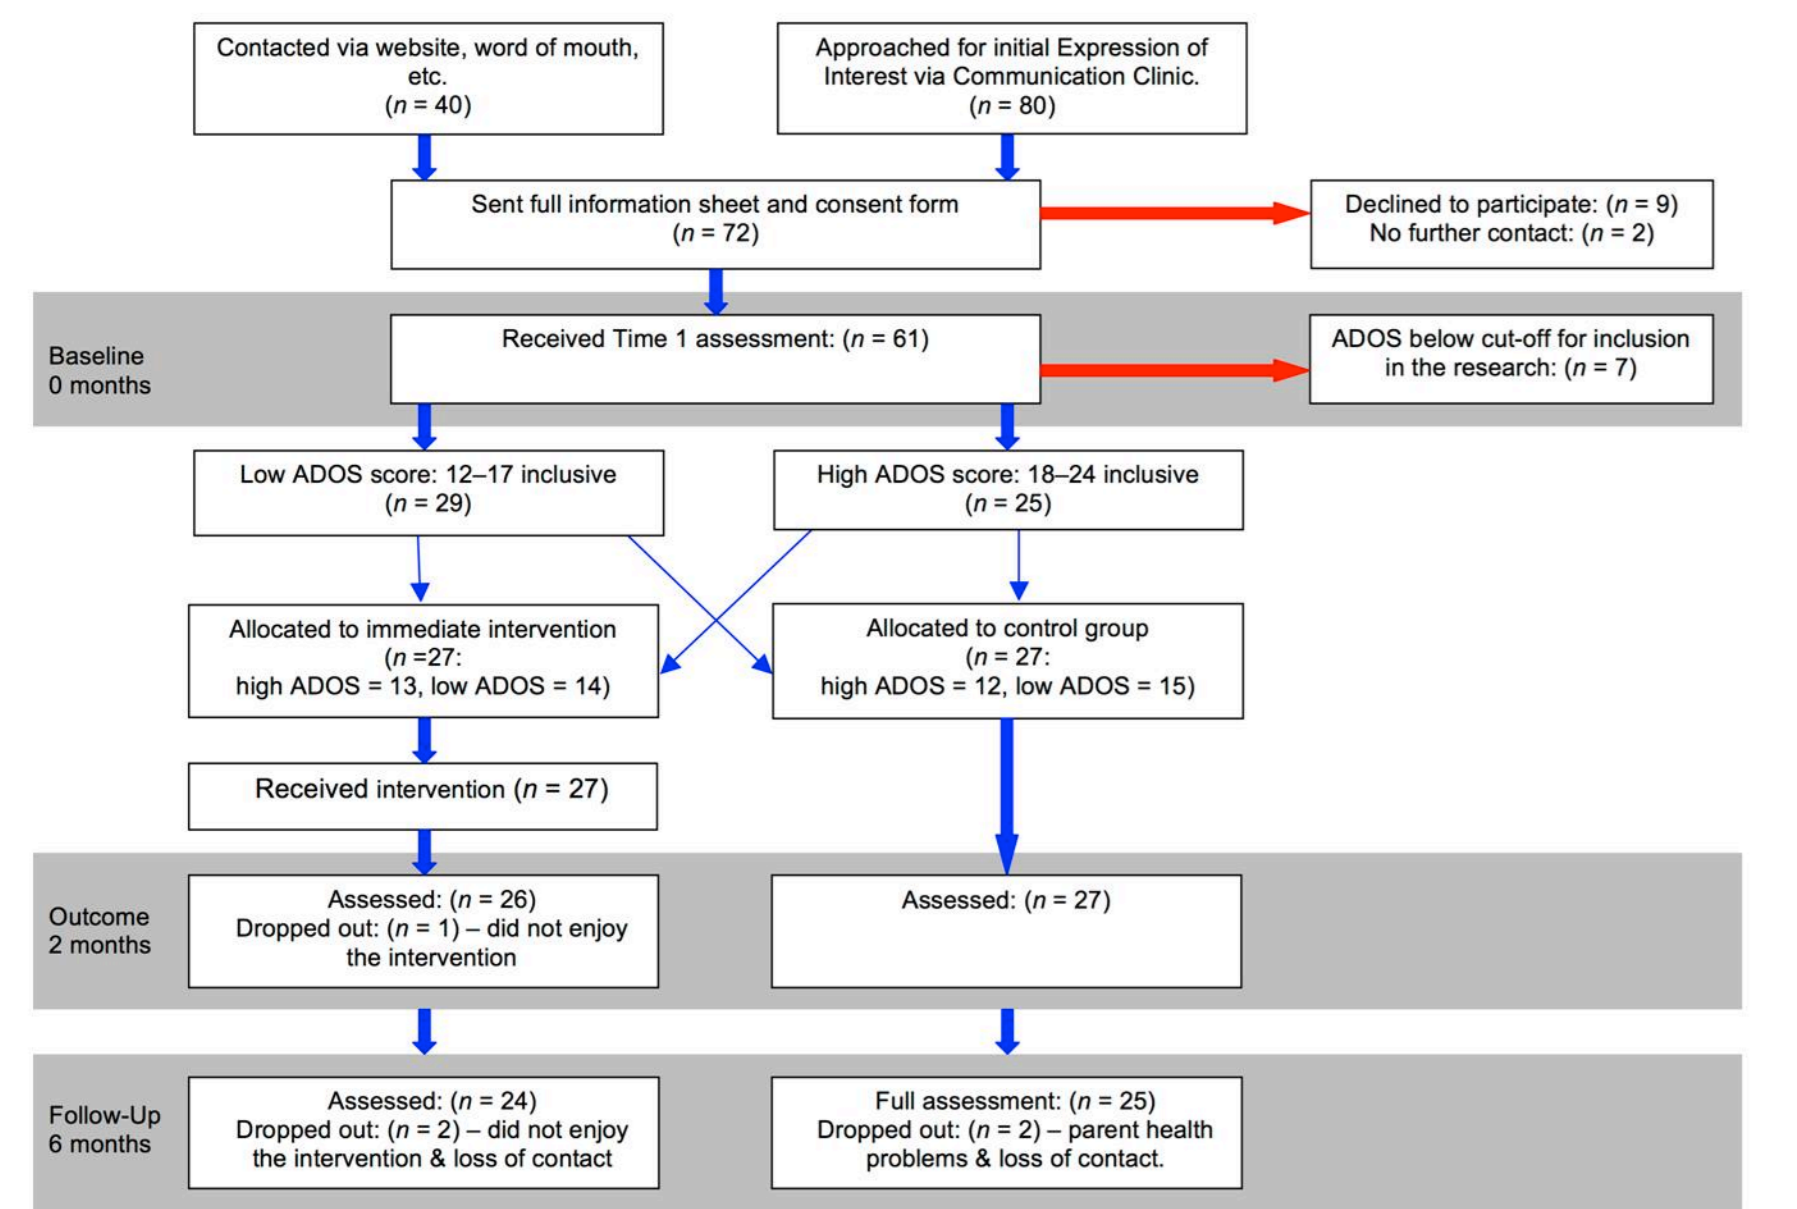 Contacted via website, word of mouth,
etc.
(n = 40)
Approached for initial Expression of
Interest via Communication Clinic.
(n = 80)
Sent full information sheet and consent form
(n = 72)
Declined to participate: (n = 9)
No further contact: (n = 2)
Baseline
0 months
Received Time 1 assessment: (n = 61)
ADOS below cut-off for inclusion
in the research: (n = 7)
Low ADOS score: 12–17 inclusive
(n = 29)
High ADOS score: 18–24 inclusive
(n = 25)
Allocated to immediate intervention
(n =27:
high ADOS = 13, low ADOS = 14)
Allocated to control group
(n = 27:
high ADOS = 12, low ADOS = 15)
Received intervention (n = 27)
Outcome
2 months
Assessed: (n = 26)
Dropped out: (n = 1) – did not enjoy
the intervention
Assessed: (n = 27)
Follow-Up
6 months
Assessed: (n = 24)
Dropped out: (n = 2) – did not enjoy
the intervention & loss of contact
Full assessment: (n = 25)
Dropped out: (n = 2) – parent health
problems & loss of contact.